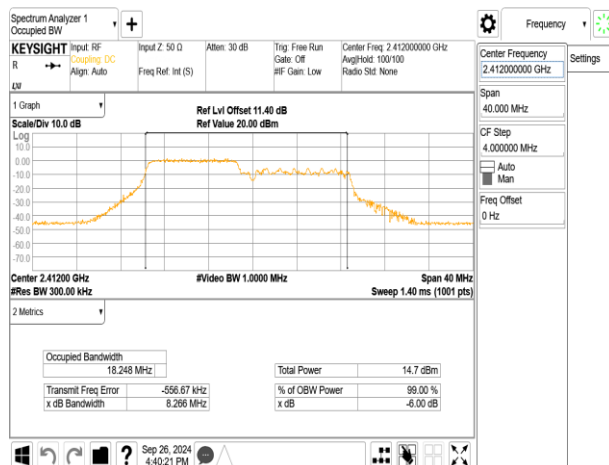 Spectrum Analyzer 1
Occupied BW
+
Frequency
KEYSIGHT
Input: RF
Input Z: 50 Ω
Atten: 30 dB
Trig: Free Run
Center Freq: 2.412000000 GHz
R
Coupling: DC
Gate: Off
Avg|Hold: 100/100
Align: Auto
Freq Ref: Int (S)
#IF Gain: Low
Radio Std: None
Center Frequency
2.412000000 GHz
Settings
Span
40.000 MHz
CF Step
4.000000 MHz
Auto
Man
Freq Offset
0 Hz
1 Graph
Ref Lvl Offset 11.40 dB
Scale/Div 10.0 dB
Ref Value 20.00 dBm
Log
10.0
0.00
-10.0
-20.0
-30.0
-40.0
-50.0
-60.0
-70.0
Center 2.41200 GHz
#Video BW 1.0000 MHz
Span 40 MHz
#Res BW 300.00 kHz
Sweep 1.40 ms (1001 pts)
2 Metrics
Occupied Bandwidth
18.248 MHz
Total Power
14.7 dBm
Transmit Freq Error
-556.67 kHz
% of OBW Power
99.00 %
x dB Bandwidth
8.266 MHz
x dB
-6.00 dB
?
Sep 26, 2024
4:40:21 PM